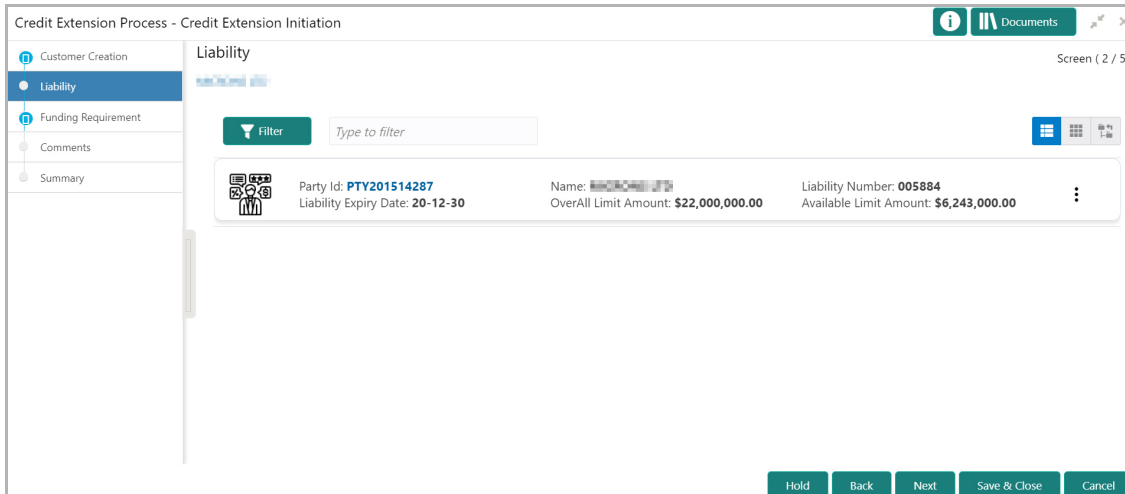 Credit Extension Process - Credit Extension Initiation
i Documents
Customer Creation
Liability
Funding Requirement
Comments
Summary
Liability
Screen ( 2 / 5
Filter Type to filter
Party Id: PTY201514287 Name: Liability Number: 005884
Liability Expiry Date: 20-12-30 OverAll Limit Amount: $22,000,000.00 Available Limit Amount: $6,243,000.00
Hold Back Next Save & Close Cancel